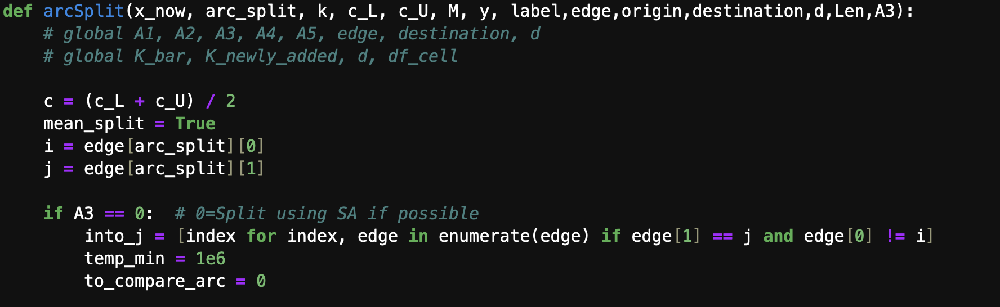 def arcSplit(x_now, arc_split, k, c_L, c_U, M, y, label,edge,origin,destination,d,Len,A3):
    # global A1, A2, A3, A4, A5, edge, destination, d
    # global K_bar, K_newly_added, d, df_cell

    c = (c_L + c_U) / 2
    mean_split = True
    i = edge[arc_split][0]
    j = edge[arc_split][1]

    if A3 == 0:  # 0=Split using SA if possible
        into_j = [index for index, edge in enumerate(edge) if edge[1] == j and edge[0] != i]
        temp_min = 1e6
        to_compare_arc = 0